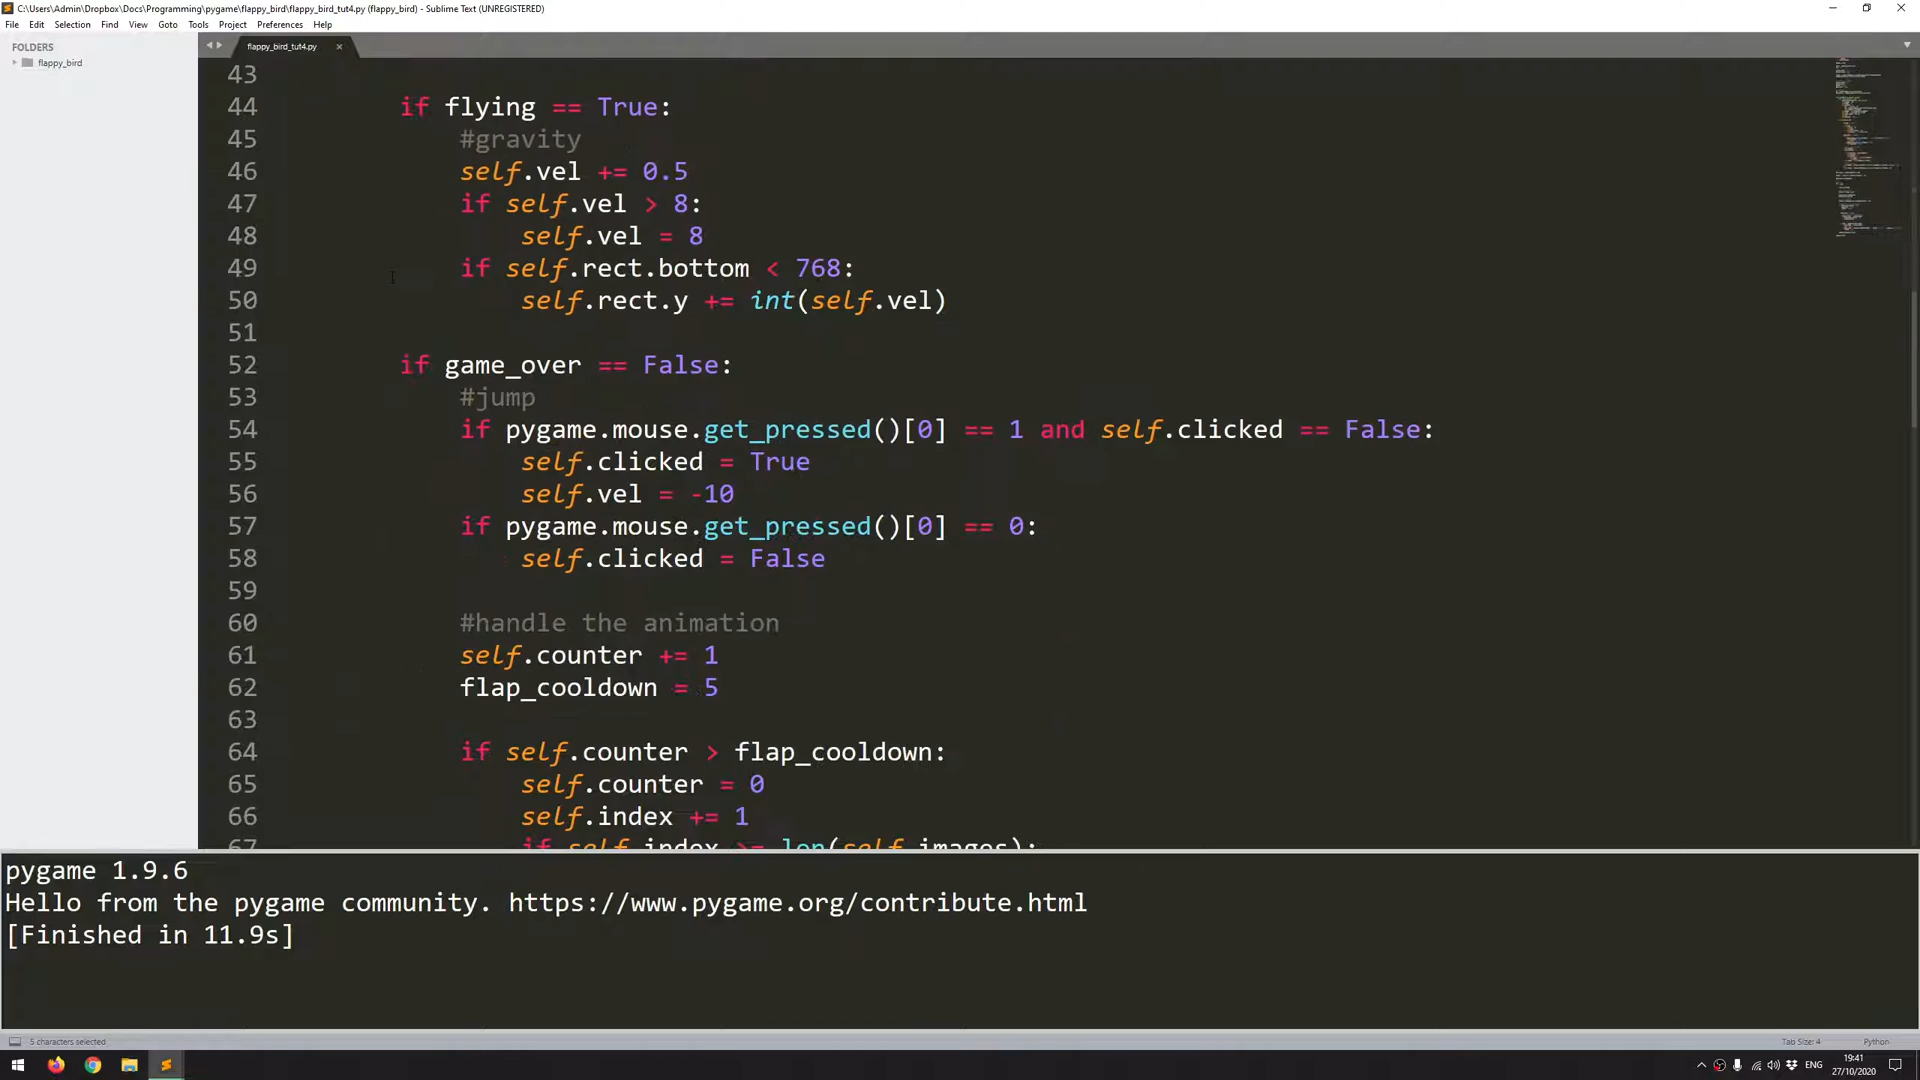 C:\Users\Admin\Dropbox\Docs\Programming\pygame\flappy_bird\flappy_bird_tut4.py (flappy_bird) - Sublime Text (UNREGISTERED)
File Edit Selection Find View Goto Tools Project Preferences Help
FOLDERS
flappy_bird
flappy_bird_tut4.py
43
44 if flying == True:
45 #gravity
46 self.vel += 0.5
47 if self.vel > 8:
48 self.vel = 8
49 if self.rect.bottom < 768:
50 self.rect.y += int(self.vel)
51
52 if game_over == False:
53 #jump
54 if pygame.mouse.get_pressed()[0] == 1 and self.clicked == False:
55 self.clicked = True
56 self.vel = -10
57 if pygame.mouse.get_pressed()[0] == 0:
58 self.clicked = False
59
60 #handle the animation
61 self.counter += 1
62 flap_cooldown = 5
63
64 if self.counter > flap_cooldown:
65 self.counter = 0
66 self.index += 1
67 if self.index >= len(self.images):
pygame 1.9.6
Hello from the pygame community. https://www.pygame.org/contribute.html
[Finished in 11.9s]
5 characters selected
Tab Size: 4 Python
ENG
19:41
27/10/2020